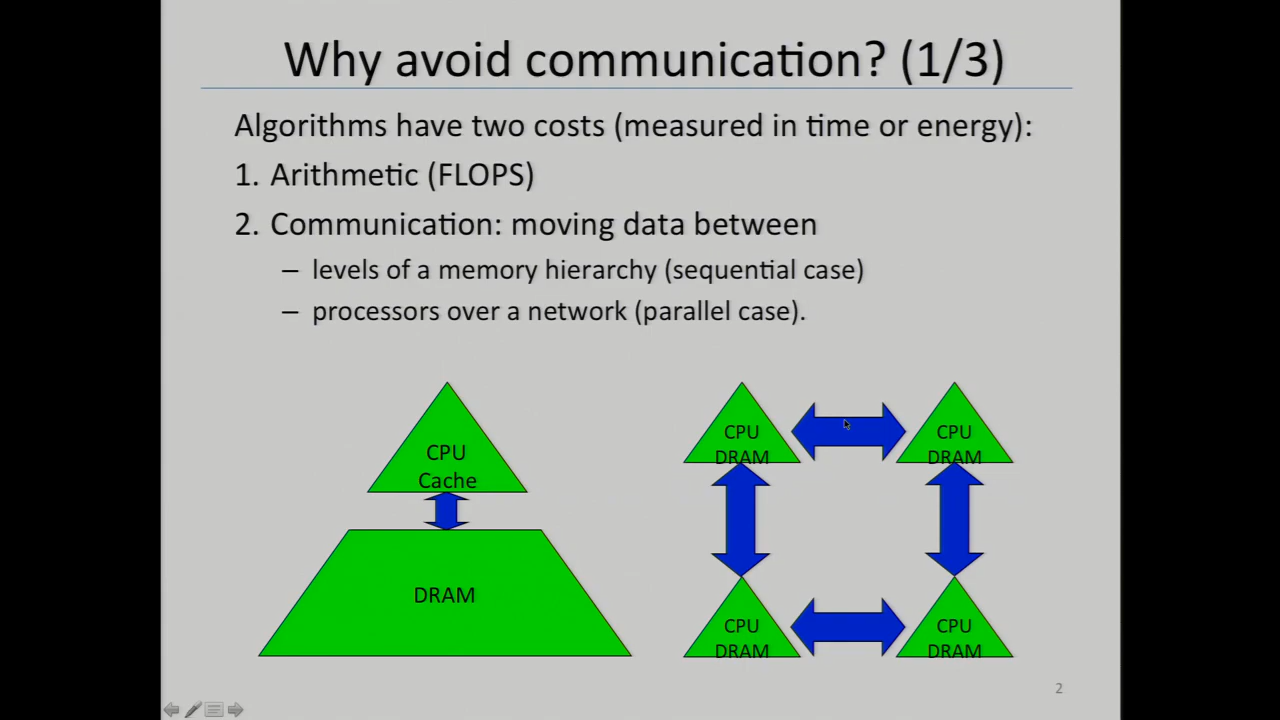 Why avoid communication? (1/3)
Algorithms have two costs (measured in time or energy):
1. Arithmetic (FLOPS)
2. Communication: moving data between
– levels of a memory hierarchy (sequential case)
– processors over a network (parallel case).
CPU
Cache
DRAM
CPU
DRAM
CPU
DRAM
CPU
DRAM
CPU
DRAM
2